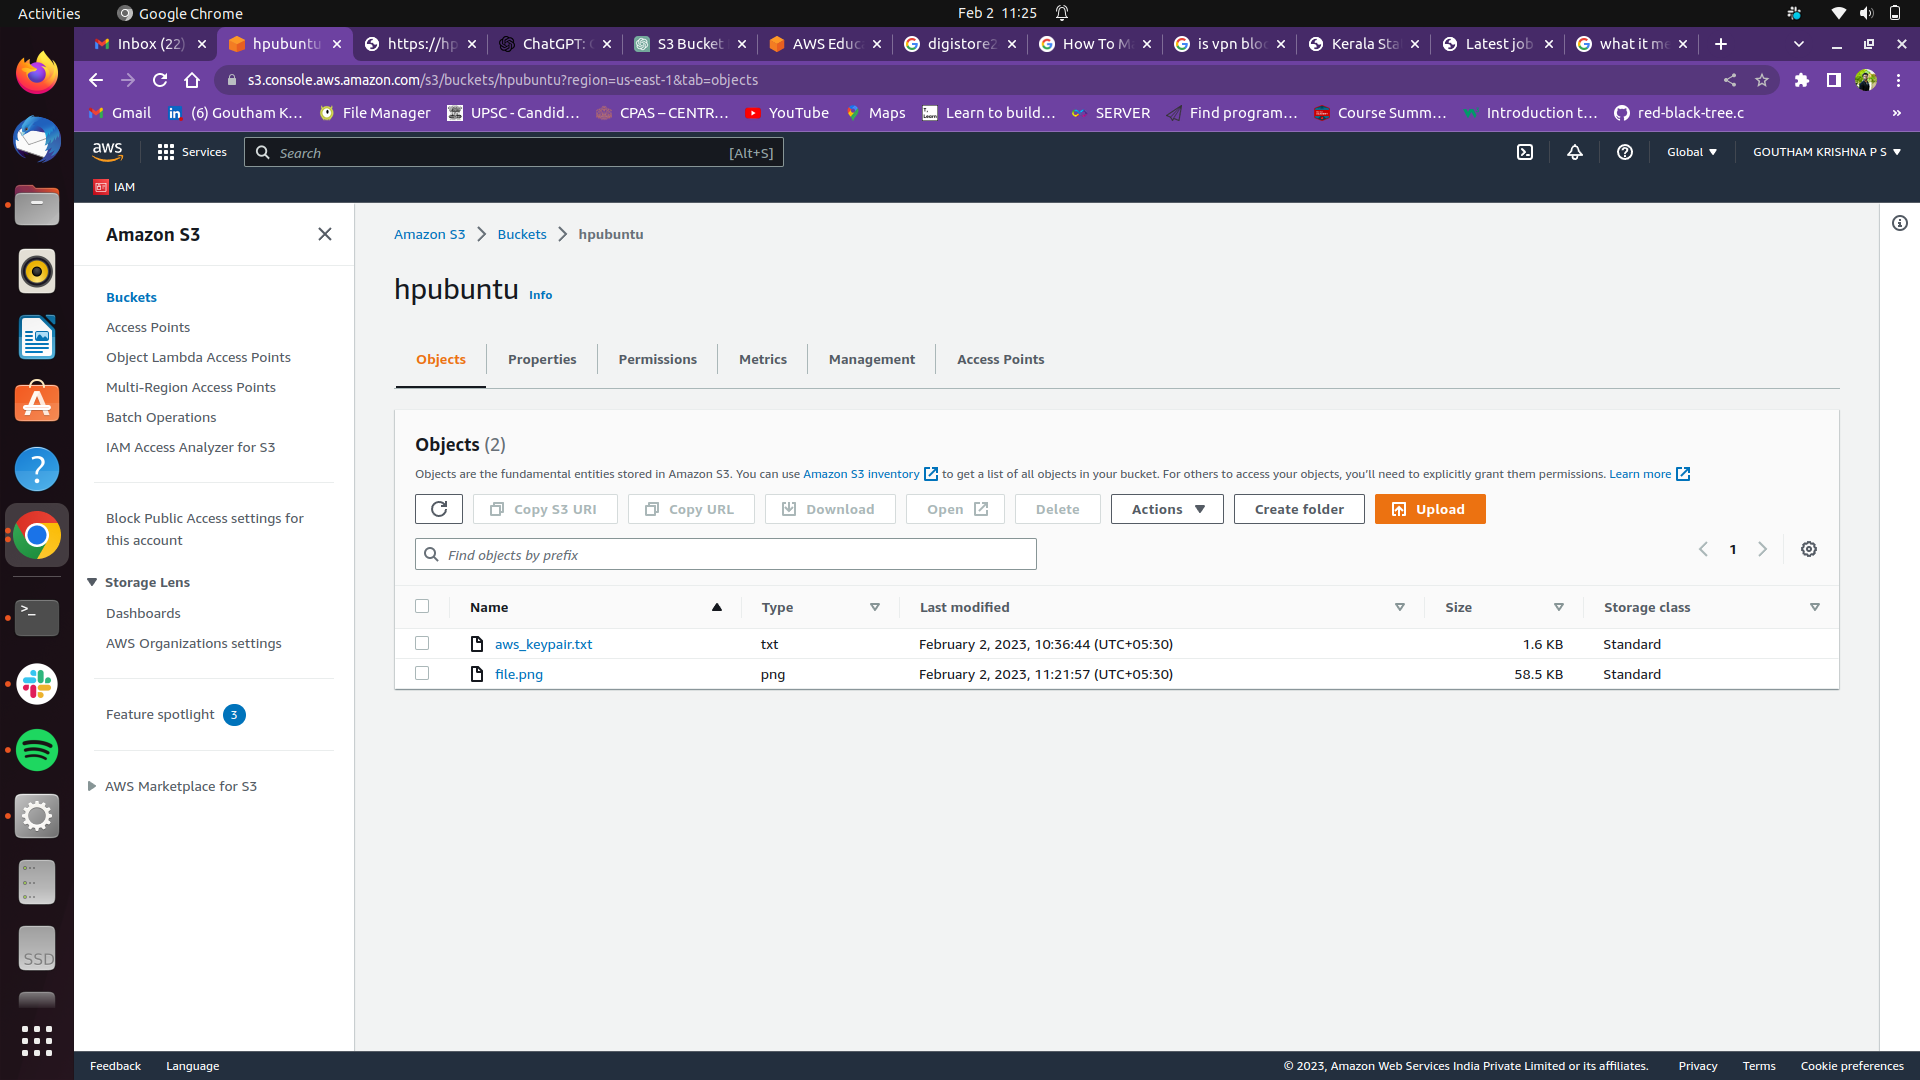 Activities
Google Chrome
Feb 2 11:25
Inbox (22)
hpubuntu
https://hp
ChatGPT:
S3 Bucket
AWS Educ
digistore2
How To M
is vpn bloc
Kerala Sta
Latest job
what it me
s3.console.aws.amazon.com/s3/buckets/hpubuntu?region=us-east-1&tab=objects
Gmail
(6) Goutham K...
File Manager
UPSC - Candid...
CPAS – CENTR...
YouTube
Maps
Learn to build...
SERVER
Find program...
Course Summ...
Introduction t...
red-black-tree.c
»
aws
Services
Search
[Alt+S]
Global
GOUTHAM KRISHNA P S
IAM
Amazon S3
Buckets
Access Points
Object Lambda Access Points
Multi-Region Access Points
Batch Operations
IAM Access Analyzer for S3
Block Public Access settings for
this account
Storage Lens
Dashboards
AWS Organizations settings
Feature spotlight 3
AWS Marketplace for S3
Amazon S3 > Buckets > hpubuntu
hpubuntu Info
Objects
Properties
Permissions
Metrics
Management
Access Points
Objects (2)
Objects are the fundamental entities stored in Amazon S3. You can use Amazon S3 inventory to get a list of all objects in your bucket. For others to access your objects, you'll need to explicitly grant them permissions. Learn more
Copy S3 URI
Copy URL
Download
Open
Delete
Actions
Create folder
Upload
Find objects by prefix
1
Name Type Last modified Size Storage class
aws_keypair.txt txt February 2, 2023, 10:36:44 (UTC+05:30) 1.6 KB Standard
file.png png February 2, 2023, 11:21:57 (UTC+05:30) 58.5 KB Standard
SSD
Feedback
Language
© 2023, Amazon Web Services India Private Limited or its affiliates.
Privacy
Terms
Cookie preferences